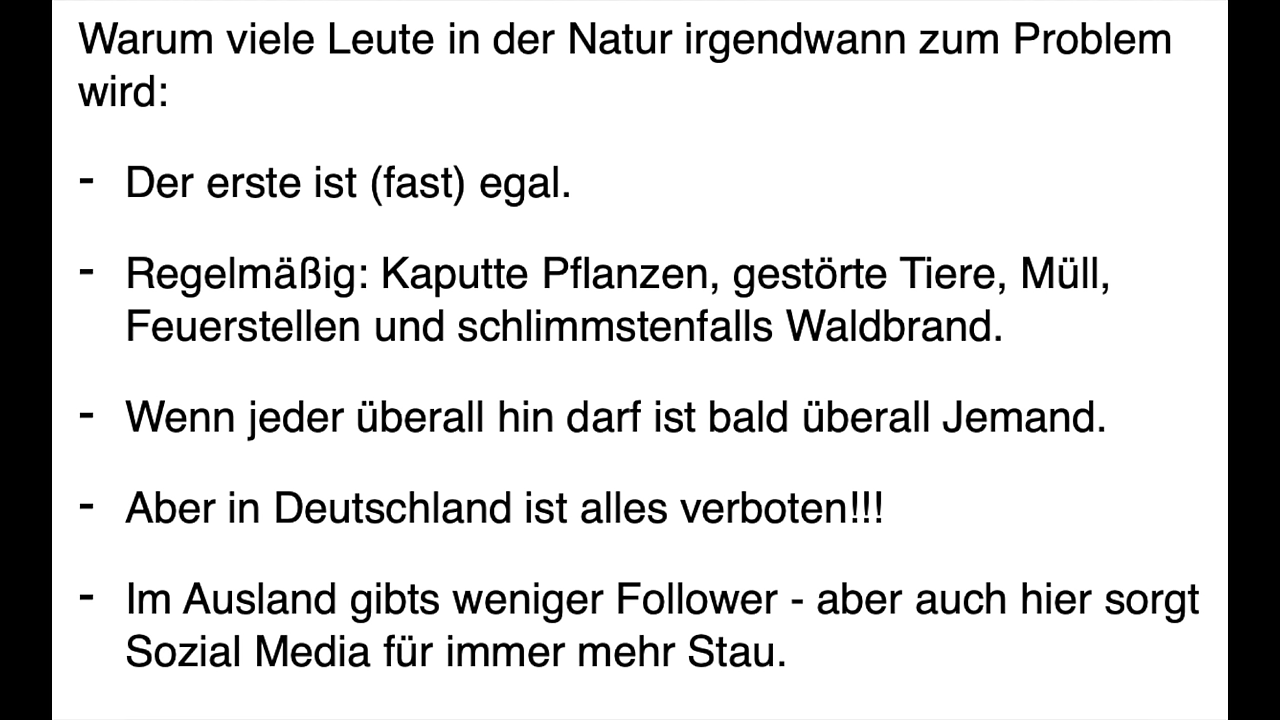 Warum viele Leute in der Natur irgendwann zum Problem
wird:
- Der erste ist (fast) egal.
- Regelmäßig: Kaputte Pflanzen, gestörte Tiere, Müll,
Feuerstellen und schlimmstenfalls Waldbrand.
- Wenn jeder überall hin darf ist bald überall Jemand.
- Aber in Deutschland ist alles verboten!!!
- Im Ausland gibts weniger Follower - aber auch hier sorgt
Sozial Media für immer mehr Stau.